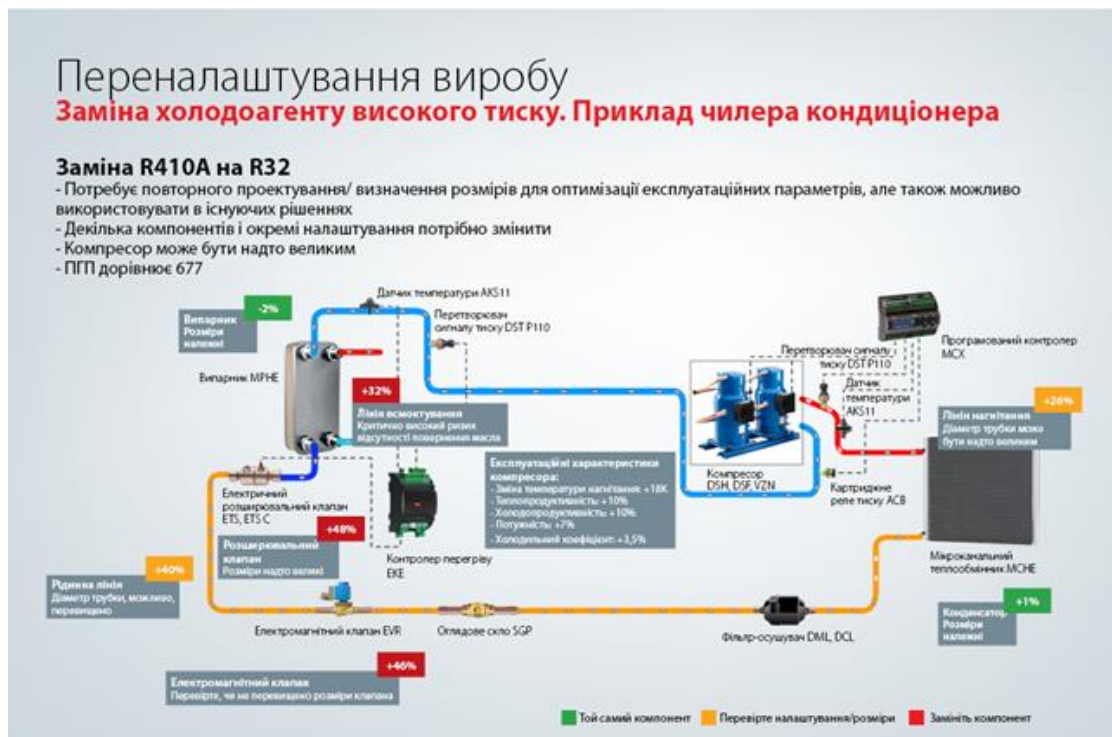 Переналаштування виробу
Заміна холодоагенту високого тиску. Приклад чилера кондиціонера
Заміна R410A на R32
- Потребує повторного проектування/ визначення розмірів для оптимізації експлуатаційних параметрів, але також можливо
використовувати в існуючих рішеннях
- Декілька компонентів і окремі налаштування потрібно змінити
- Компресор може бути надто великим
- ПГП дорівнює 677
Датчик температури AKS11
-2%
Випарник
Розміри
належні
Перетворювач
сигналу тиску DST P110
Випарник MPHE
+32%
Лінія всмоктування
Критично високий ризик
відсутності повернення масла
Перетворювач сигналу
тиску DST P110
Програмований контролер
MCX
Датчик
температури
AKS11
+26%
Лінія нагнітання
Діаметр трубки може
бути надто великим
Компресор
DSH, DSF, VZN
Картриджне
реле тиску ACB
Експлуатаційні характеристики
компресора:
- Зміна температури нагнітання: +18K
- Теплопродуктивність: +10%
- Холодопродуктивність: +10%
- Потужність: +7%
- Холодильний коефіцієнт: +3,5%
Електричний
розширювальний клапан
ETS, ETS C
+48%
Розширювальний
клапан
Розміри надто великі
Контролер перегріву
EKE
Мікроканальний
теплообмінник MCHE
+40%
Рідинна лінія
Діаметр трубки, можливо,
перевищено
+1%
Конденсатор
Розміри
належні
Електромагнітний клапан EVR
Оглядове скло SGP
Фільтр-осушувач DML, DCL
+46%
Електромагнітний клапан
Перевірте, чи не перевищено розміри клапана
Той самий компонент
Перевірте налаштування/розміри
Замініть компонент